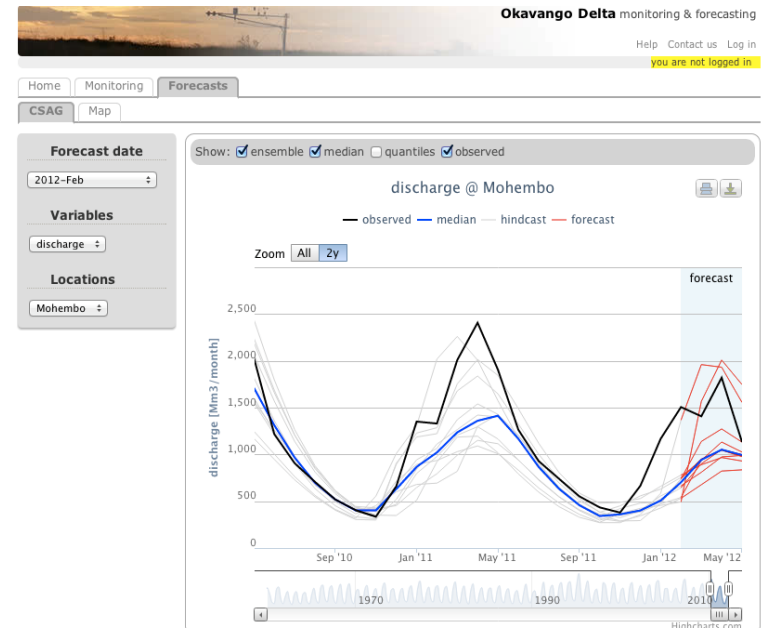 Okavango Delta monitoring & forecasting
Help Contact us Log in
you are not logged in
Home Monitoring Forecasts
CSAG Map
Forecast date
2012-Feb
Variables
discharge
Locations
Mohembo
Show: ensemble median quantiles observed
discharge @ Mohembo
observed median hindcast forecast
Zoom All 2y
forecast
discharge [Mm3/month]
2,500
2,000
1,500
1,000
500
0
Sep '10 Jan '11 May '11 Sep '11 Jan '12 May '12
1970 1990 2010
Highcharts.com